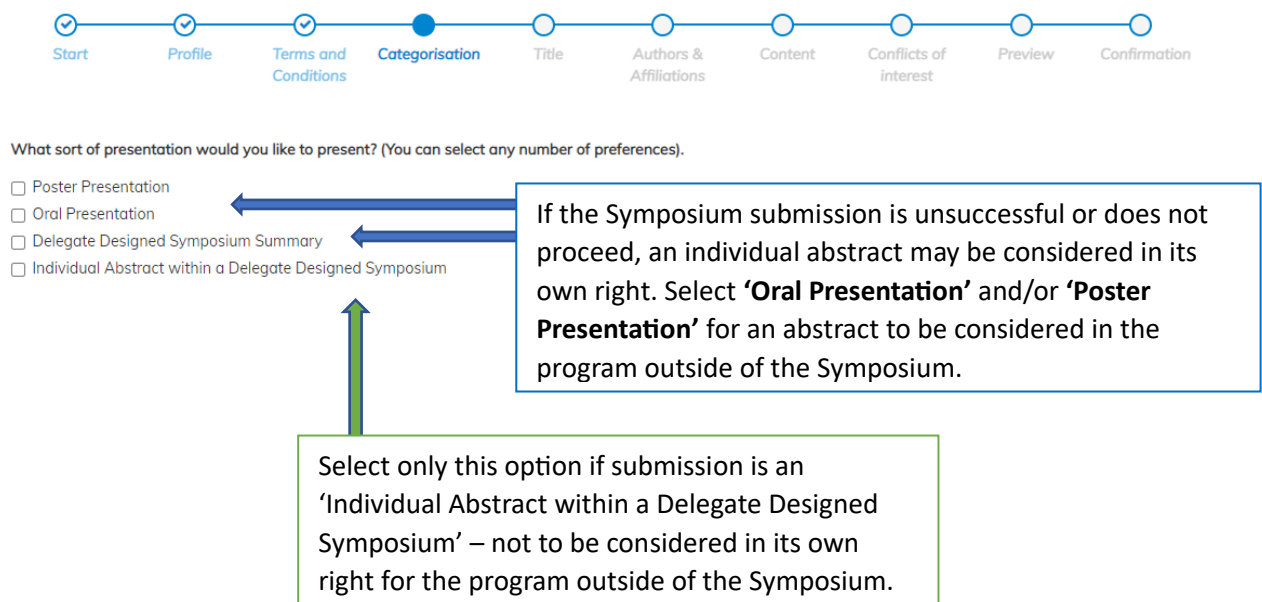 Start Profile Terms and Conditions Categorisation Title Authors & Affiliations Content Conflicts of interest Preview Confirmation
What sort of presentation would you like to present? (You can select any number of preferences).
Poster Presentation
Oral Presentation
Delegate Designed Symposium Summary
Individual Abstract within a Delegate Designed Symposium
If the Symposium submission is unsuccessful or does not
proceed, an individual abstract may be considered in its
own right. Select ‘Oral Presentation’ and/or ‘Poster
Presentation’ for an abstract to be considered in the
program outside of the Symposium.
Select only this option if submission is an
‘Individual Abstract within a Delegate Designed
Symposium’ – not to be considered in its own
right for the program outside of the Symposium.